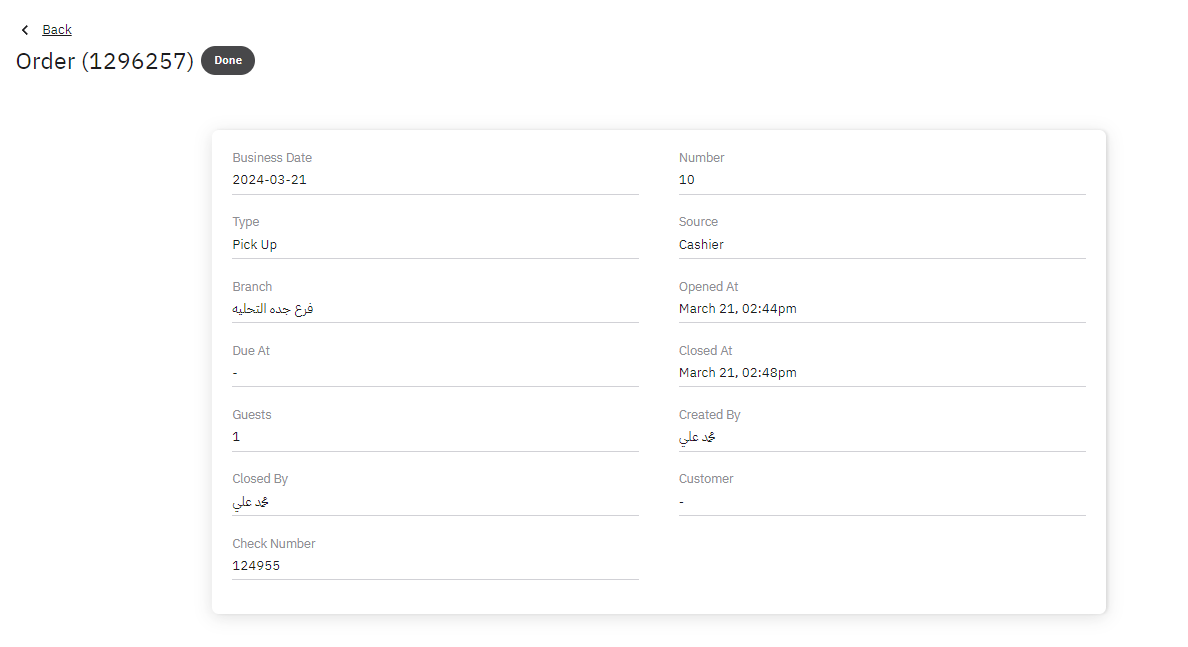 Back
Order (1296257) Done
Business Date
2024-03-21
Number
10
Type
Pick Up
Source
Cashier
Branch
فرع جده التحليه
Opened At
March 21, 02:44pm
Due At
-
Closed At
March 21, 02:48pm
Guests
1
Created By
محمد علي
Closed By
محمد علي
Customer
-
Check Number
124955